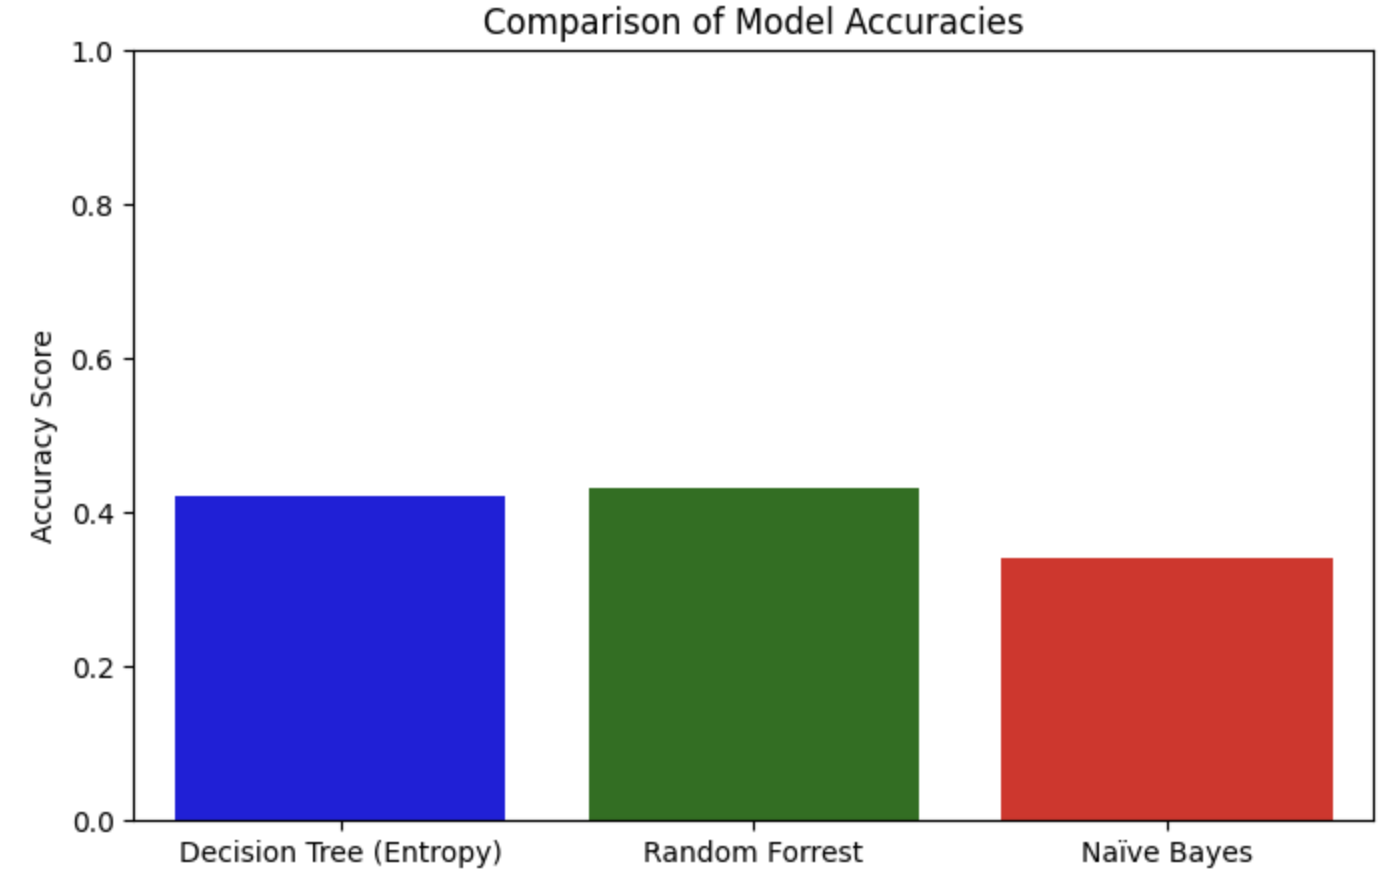 Comparison of Model Accuracies
1.0
0.8
0.6
0.4
0.2
0.0
Accuracy Score
Decision Tree (Entropy)
Random Forrest
Naïve Bayes